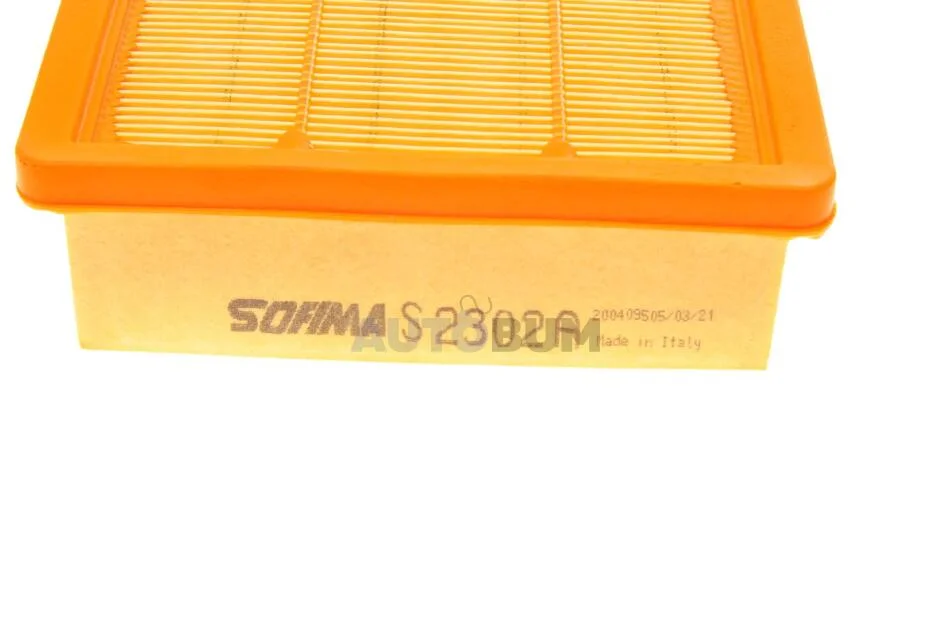 SOFIMA S 2302 A 200409505/03/21
Made in Italy
AUTODUM